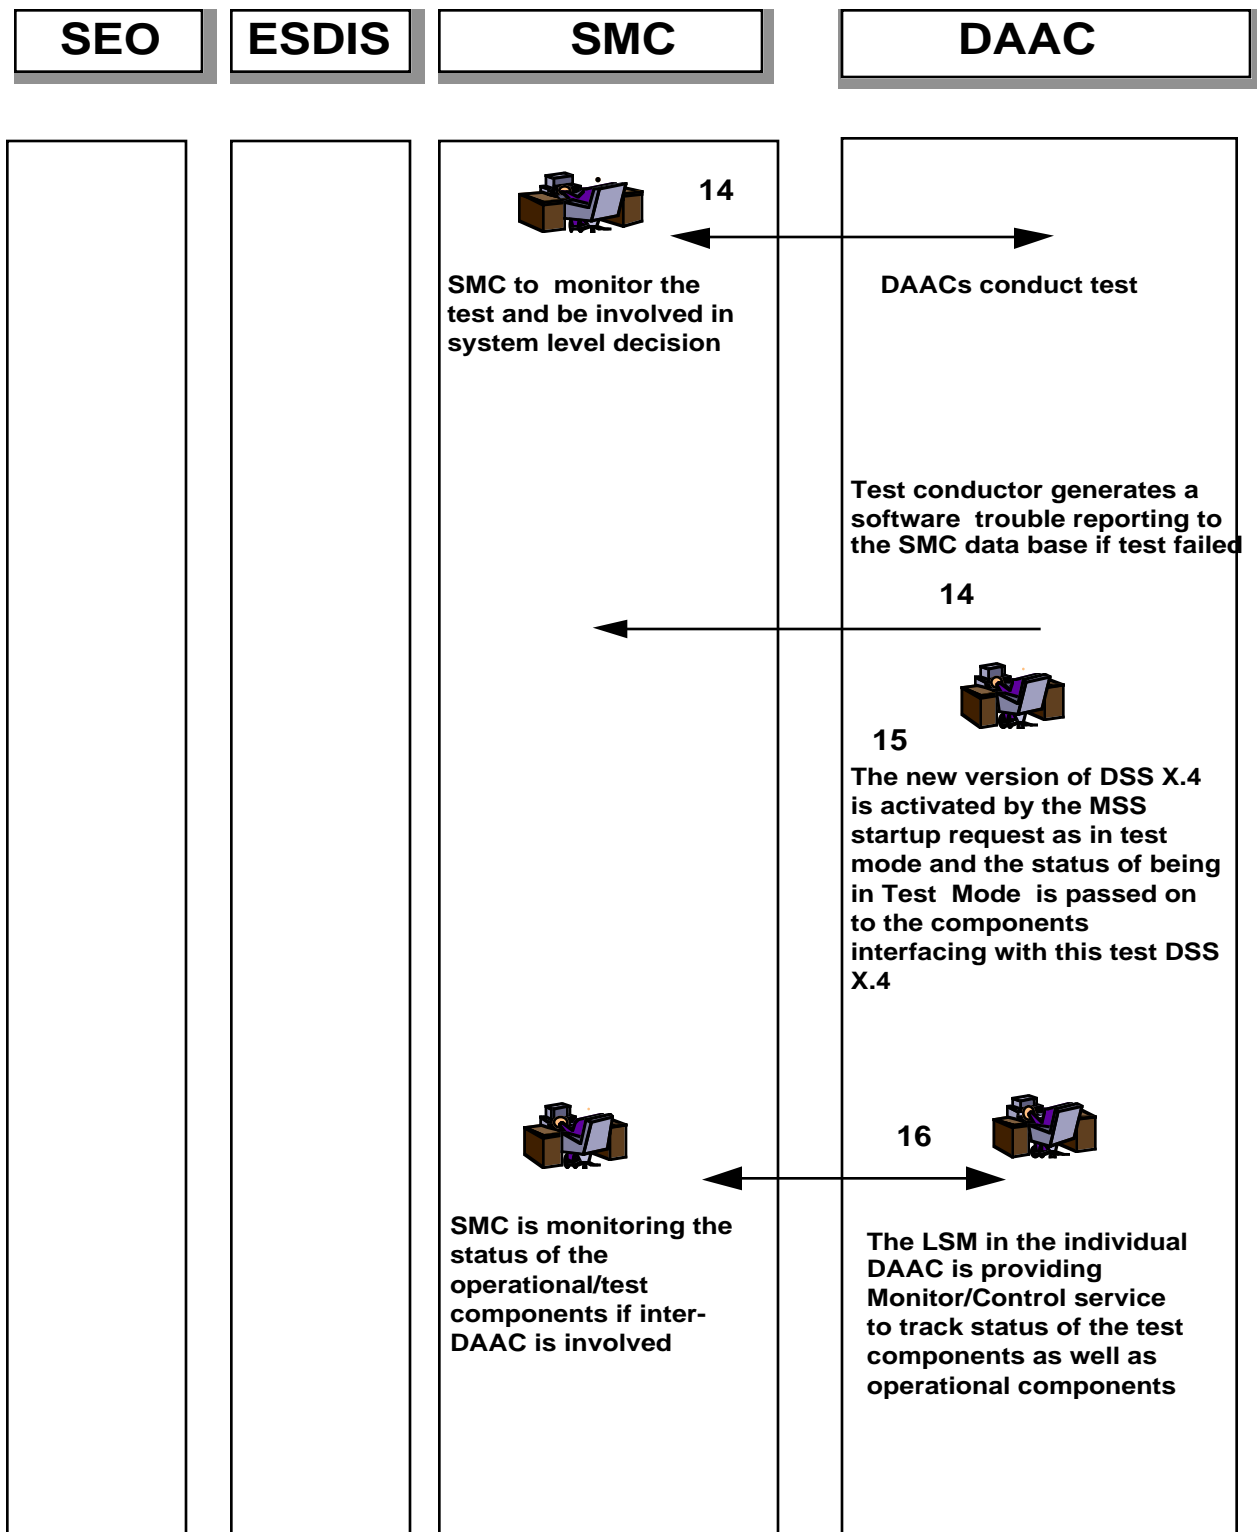 SEO
ESDIS
SMC
DAAC
14
SMC to monitor the
test and be involved in
system level decision
DAACs conduct test
Test conductor generates a
software trouble reporting to
the SMC data base if test failed
14
15
The new version of DSS X.4
is activated by the MSS
startup request as in test
mode and the status of being
in Test Mode is passed on
to the components
interfacing with this test DSS
X.4
16
SMC is monitoring the
status of the
operational/test
components if inter-
DAAC is involved
The LSM in the individual
DAAC is providing
Monitor/Control service
to track status of the test
components as well as
operational components